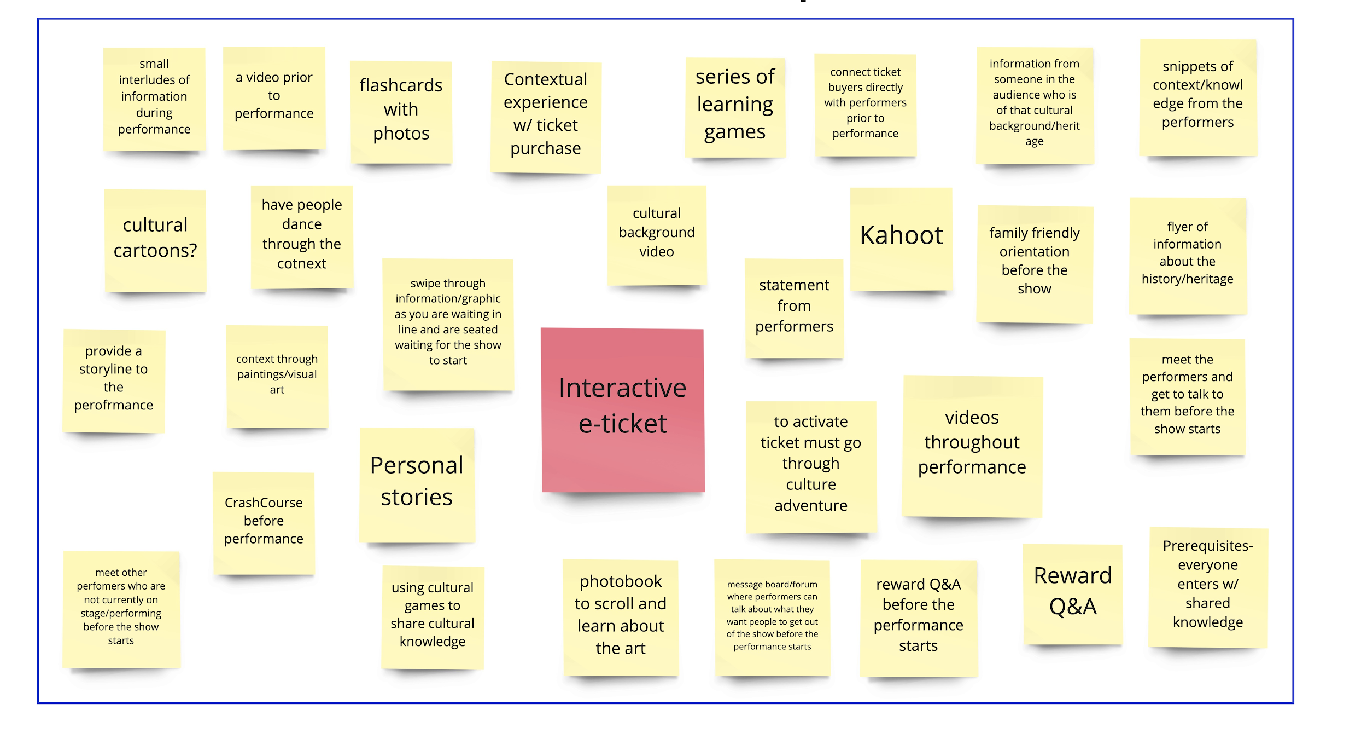 small
interludes of
information
during
performance
a video prior
to
performance
flashcards
with
photos
Contextual
experience
w/ ticket
purchase
series of
learning
games
connect ticket
buyers directly
with performers
prior to
performance
information from
someone in the
audience who is
of that cultural
background/herit
age
snippets of
context/knowl
edge from the
performers
cultural
cartoons?
have people
dance
through the
cotnext
swipe through
information/graphic
as you are waiting in
line and are seated
waiting for the show
to start
cultural
background
video
statement
from
performers
Kahoot
family friendly
orientation
before the
show
flyer of
information
about the
history/heritage
provide a
storyline to
the
perofrmance
context through
paintings/visual
art
Interactive
e-ticket
to activate
ticket must go
through
culture
adventure
videos
throughout
performance
meet the
performers and
get to talk to
them before the
show starts
Personal
stories
CrashCourse
before
performance
meet other
perfomers who are
not currently on
stage/performing
before the show
starts
using cultural
games to
share cultural
knowledge
photobook
to scroll and
learn about
the art
message board/forum
where performers can
talk about what they
want people to get out
of the show before the
performance starts
reward Q&A
before the
performance
starts
Reward
Q&A
Prerequisites-
everyone
enters w/
shared
knowledge